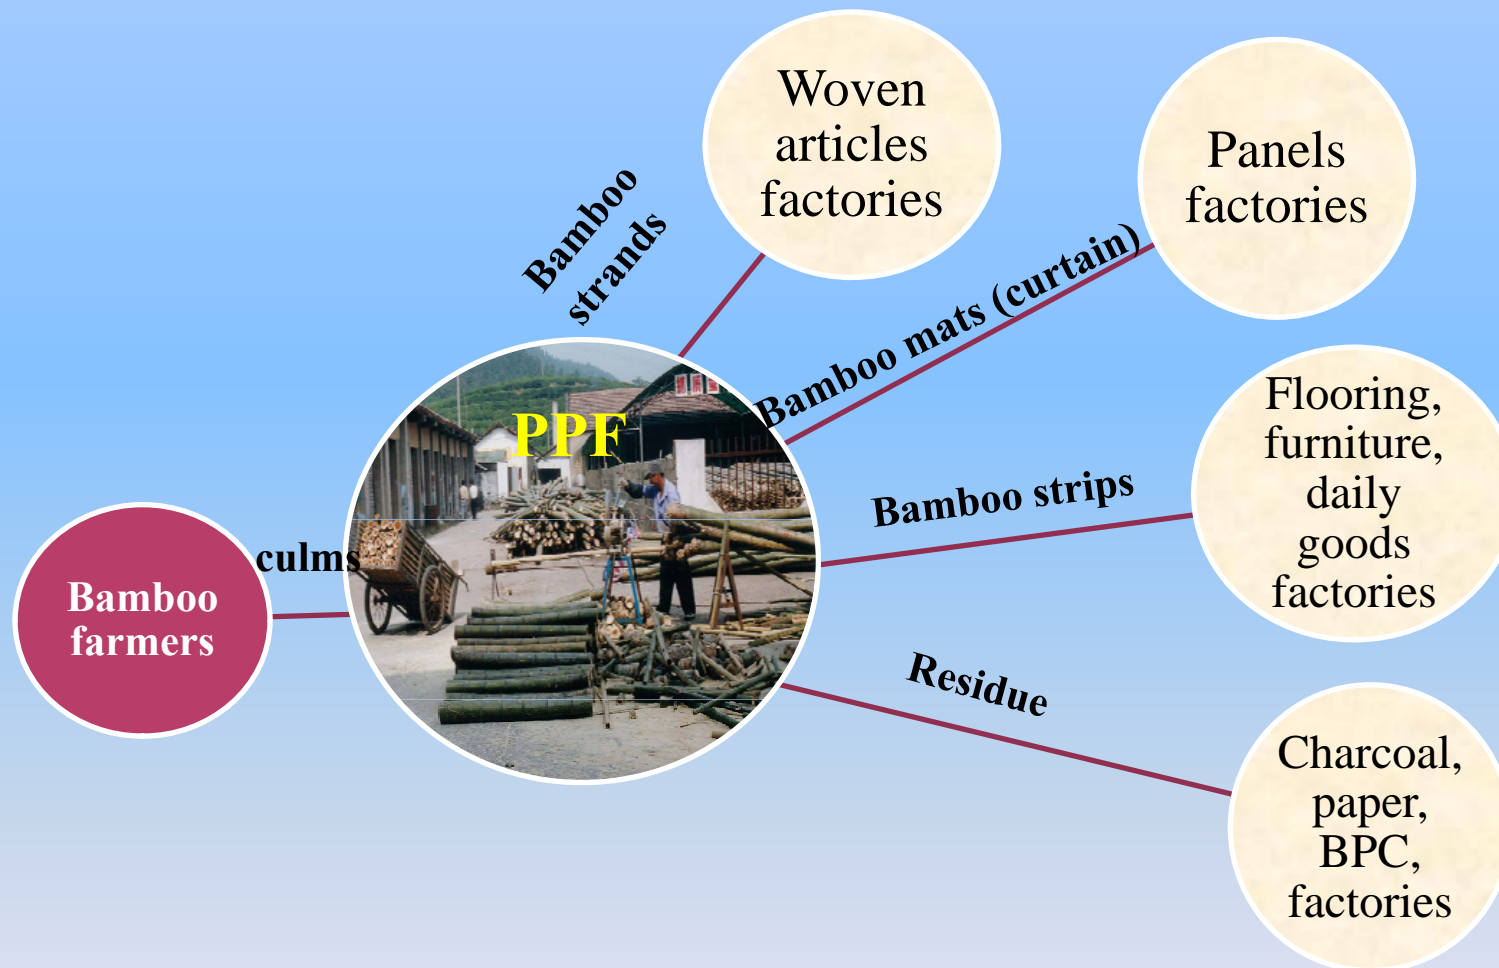 Woven
articles
factories
Panels
factories
Bamboo
strands
Bamboo mats (curtain)
PPF
Flooring,
furniture,
daily
goods
factories
Bamboo strips
culms
Bamboo
farmers
Residue
Charcoal,
paper,
BPC,
factories